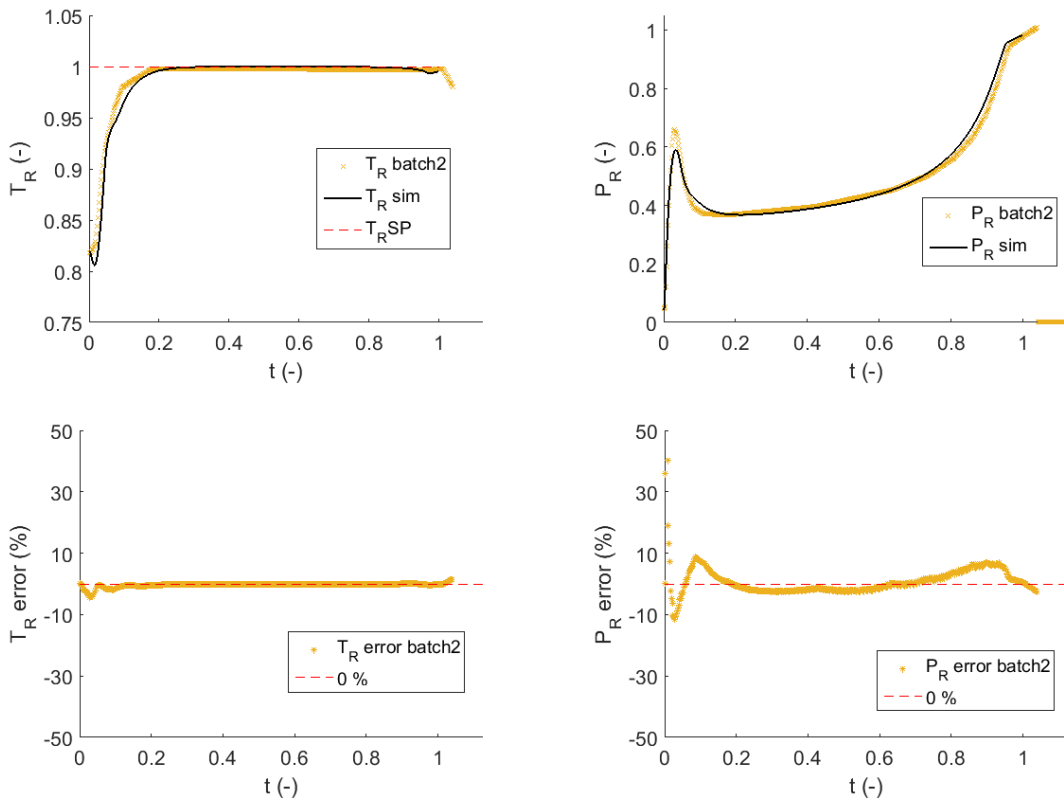 1.05
1
0.95
0.9
0.85
0.8
0.75
T_R (-)
0 0.2 0.4 0.6 0.8 1
t (-)
T_R batch2
T_R sim
T_R SP
1
0.8
0.6
0.4
0.2
0
P_R (-)
0 0.2 0.4 0.6 0.8 1
t (-)
P_R batch2
P_R sim
50
30
10
-10
-30
-50
T_R error (%)
0 0.2 0.4 0.6 0.8 1
t (-)
T_R error batch2
0 %
50
30
10
-10
-30
-50
P_R error (%)
0 0.2 0.4 0.6 0.8 1
t (-)
P_R error batch2
0 %